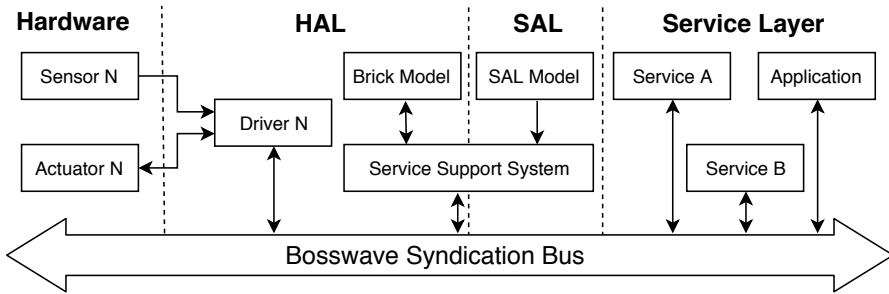 Hardware
HAL
SAL
Service Layer
Sensor N
Brick Model
SAL Model
Service A
Application
Driver N
Actuator N
Service Support System
Service B
Bosswave Syndication Bus